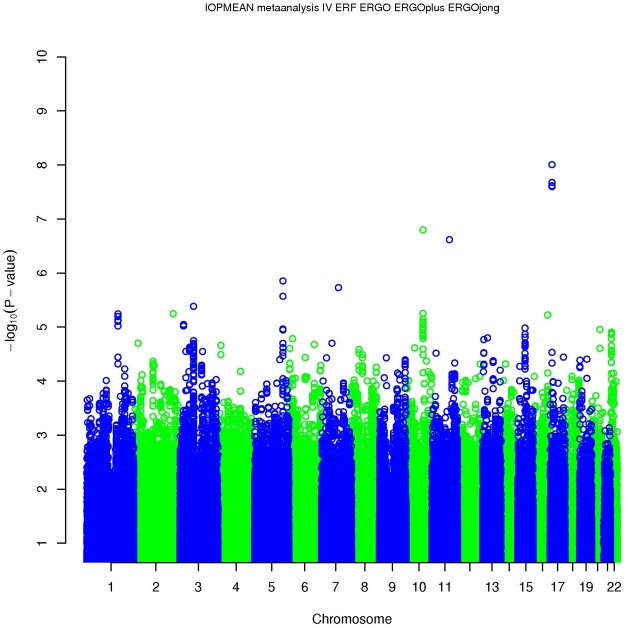 IOPMEAN metaanalysis IV ERF ERGO ERGOplus ERGOjong
10
9
8
7
6
5
4
3
2
1
−log10(P−value)
1 2 3 4 5 6 7 8 9 10 11 13 15 17 19 22
Chromosome